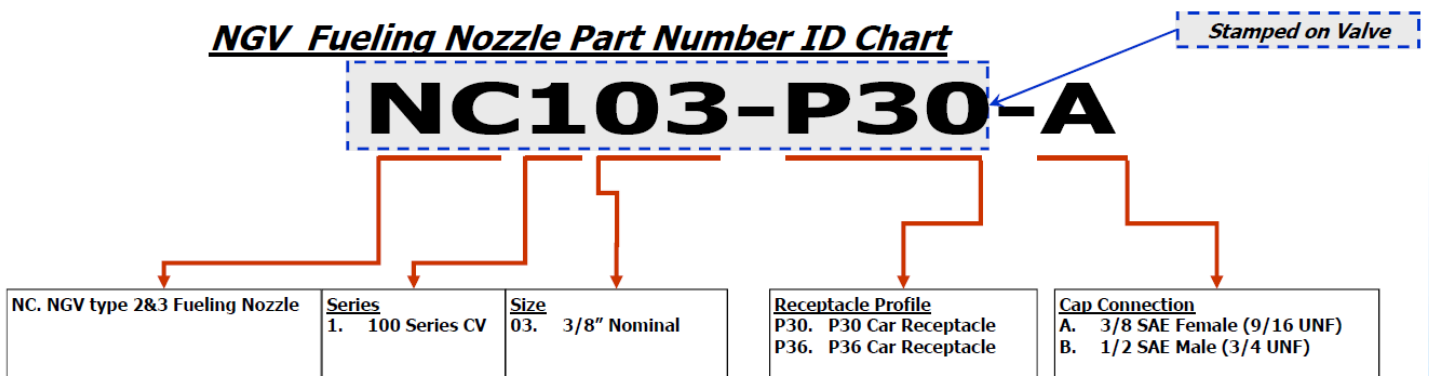 NGV Fueling Nozzle Part Number ID Chart
Stamped on Valve
NC103-P30-A
NC. NGV type 2&3 Fueling Nozzle
Series
1. 100 Series CV
Size
03. 3/8” Nominal
Receptacle Profile
P30. P30 Car Receptacle
P36. P36 Car Receptacle
Cap Connection
A. 3/8 SAE Female (9/16 UNF)
B. 1/2 SAE Male (3/4 UNF)